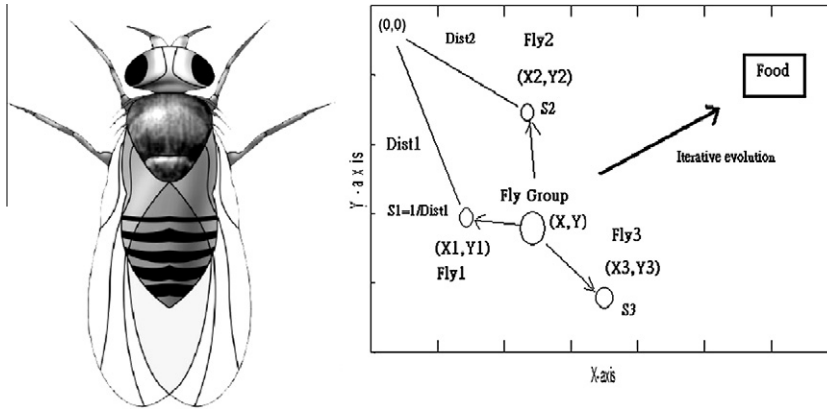 (0,0)
Dist2
Fly2
(X2,Y2)
S2
Food
Dist1
Iterative evolution
Fly Group
S1=1/Dist1
(X,Y)
Fly3
(X1,Y1)
(X3,Y3)
Fly1
S3
Y-axis
X-axis